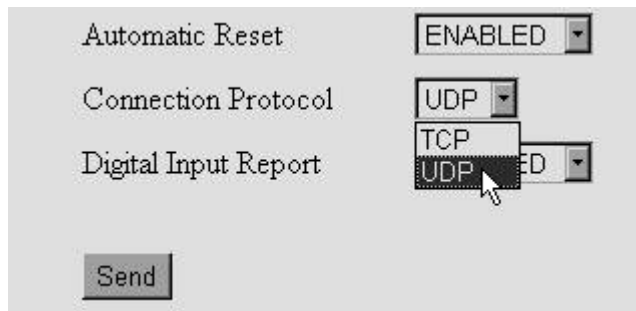 Automatic Reset ENABLED
Connection Protocol UDP
TCP
Digital Input Report
UDP
Send